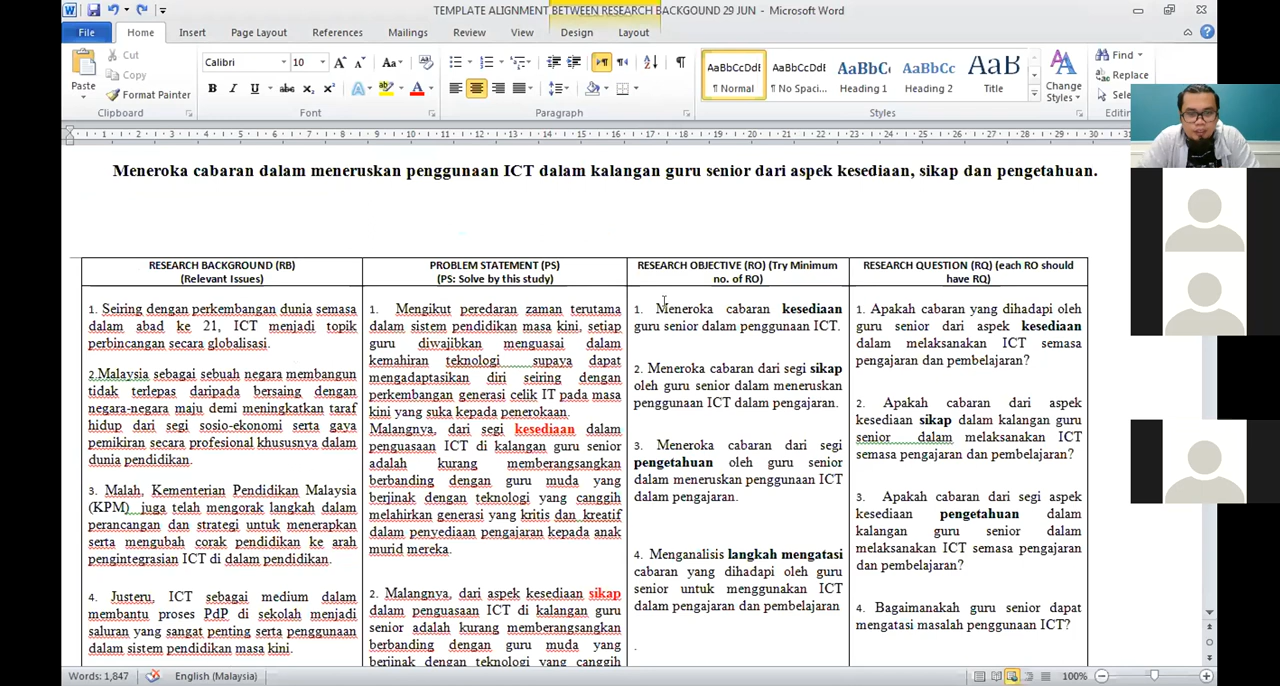 TEMPLATE ALIGNMENT BETWEEN RESEARCH BACKGOUND 29 JUN - Microsoft Word
File Home Insert Page Layout References Mailings Review View Design Layout
Cut
Copy
Format Painter
Paste
Clipboard
Calibri 10
Font
Paragraph
AaBbCcDdE AaBbCcDdE AaBbCc AaBbCc AaB
¶ Normal ¶ No Spaci... Heading 1 Heading 2 Title
Change Styles
Styles
Find
Replace
Sele
Editin
Meneroka cabaran dalam meneruskan penggunaan ICT dalam kalangan guru senior dari aspek kesediaan, sikap dan pengetahuan.
RESEARCH BACKGROUND (RB)
(Relevant Issues)
1. Seiring dengan perkembangan dunia semasa
dalam abad ke 21, ICT menjadi topik
perbincangan secara globalisasi.
2.Malaysia sebagai sebuah negara membangun
tidak terlepas daripada bersaing dengan
negara-negara maju demi meningkatkan taraf
hidup dari segi sosio-ekonomi serta gaya
pemikiran secara profesional khususnya dalam
dunia pendidikan.
3. Malah, Kementerian Pendidikan Malaysia
(KPM) juga telah mengorak langkah dalam
perancangan dan strategi untuk menerapkan
serta mengubah corak pendidikan ke arah
pengintegrasian ICT di dalam pendidikan.
4. Justeru, ICT sebagai medium dalam
membantu proses PdP di sekolah menjadi
saluran yang sangat penting serta penggunaan
dalam sistem pendidikan masa kini.
PROBLEM STATEMENT (PS)
(PS: Solve by this study)
1. Mengikut peredaran zaman terutama
dalam sistem pendidikan masa kini, setiap
guru diwajibkan menguasai dalam
kemahiran teknologi supaya dapat
mengadaptasikan diri seiring dengan
perkembangan generasi celik IT pada masa
kini yang suka kepada penerokaan.
Malangnya, dari segi kesediaan dalam
penguasaan ICT di kalangan guru senior
adalah kurang memberangsangkan
berbanding dengan guru muda yang
berjinak dengan teknologi yang canggih
melahirkan generasi yang kritis dan kreatif
dalam penyediaan pengajaran kepada anak
murid mereka.
2. Malangnya, dari aspek kesediaan sikap
dalam penguasaan ICT di kalangan guru
senior adalah kurang memberangsangkan
berbanding dengan guru muda yang
berjinak dengan teknologi yang canggih
RESEARCH OBJECTIVE (RO) (Try Minimum
no. of RO)
1. Meneroka cabaran kesediaan
guru senior dalam penggunaan ICT.
2. Meneroka cabaran dari segi sikap
oleh guru senior dalam meneruskan
penggunaan ICT dalam pengajaran.
3. Meneroka cabaran dari segi
pengetahuan oleh guru senior
dalam meneruskan penggunaan ICT
dalam pengajaran.
4. Menganalisis langkah mengatasi
cabaran yang dihadapi oleh guru
senior untuk menggunakan ICT
dalam pengajaran dan pembelajaran
.
RESEARCH QUESTION (RQ) (each RO should
have RQ)
1. Apakah cabaran yang dihadapi oleh
guru senior dari aspek kesediaan
dalam melaksanakan ICT semasa
pengajaran dan pembelajaran?
2. Apakah cabaran dari aspek
kesediaan sikap dalam kalangan guru
senior dalam melaksanakan ICT
semasa pengajaran dan pembelajaran?
3. Apakah cabaran dari segi aspek
kesediaan pengetahuan dalam
kalangan guru senior dalam
melaksanakan ICT semasa pengajaran
dan pembelajaran?
4. Bagaimanakah guru senior dapat
mengatasi masalah penggunaan ICT?
Words: 1,847 English (Malaysia) 100%